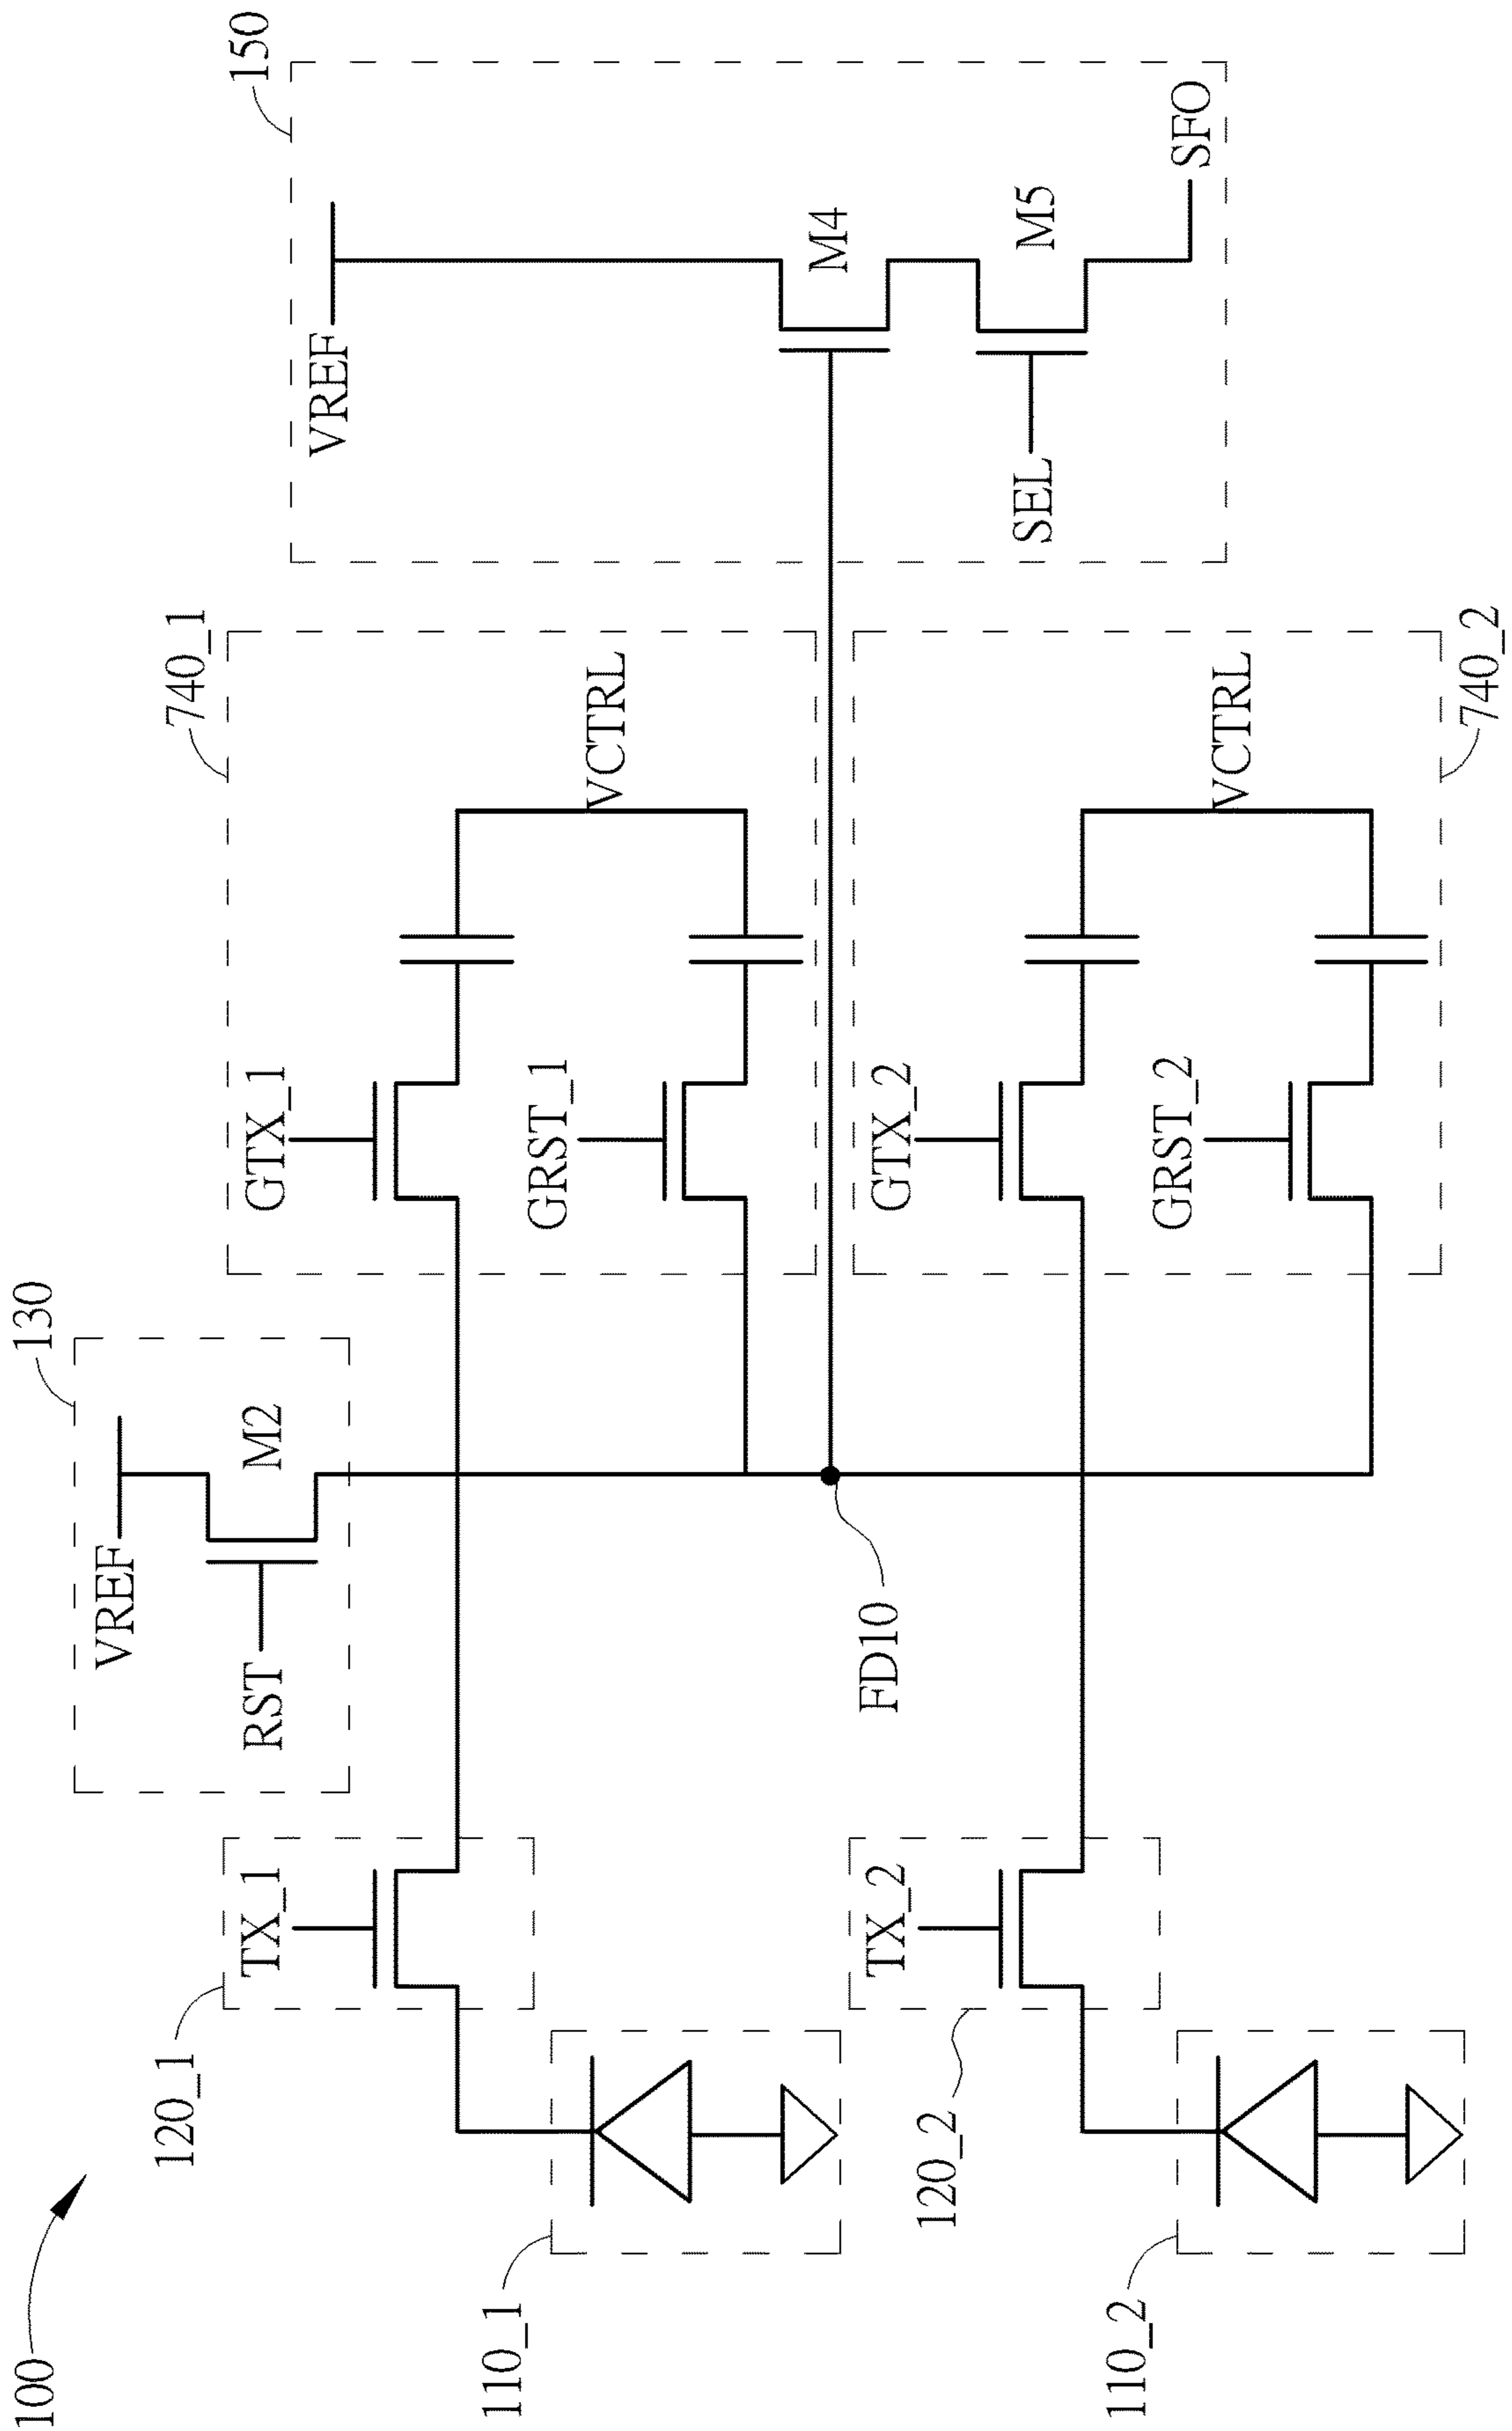 100
110_1
120_1
TX_1
130
VREF
RST
M2
740_1
GTX_1
GRST_1
VCTRL
150
VREF
M4
M5
SEL
SFO
FD10
110_2
120_2
TX_2
GTX_2
GRST_2
VCTRL
740_2